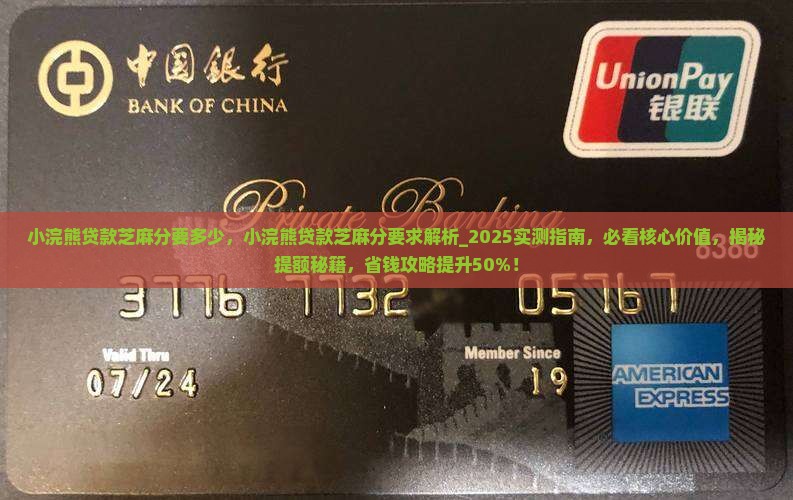 中国银行
BANK OF CHINA
UnionPay
银联
Private Banking
小浣熊贷款芝麻分要多少，小浣熊贷款芝麻分要求解析_2025实测指南，必看核心价值，揭秘
提额秘籍，省钱攻略提升50%！
Valid Thru
07/24
Member Since
19
AMERICAN
EXPRESS